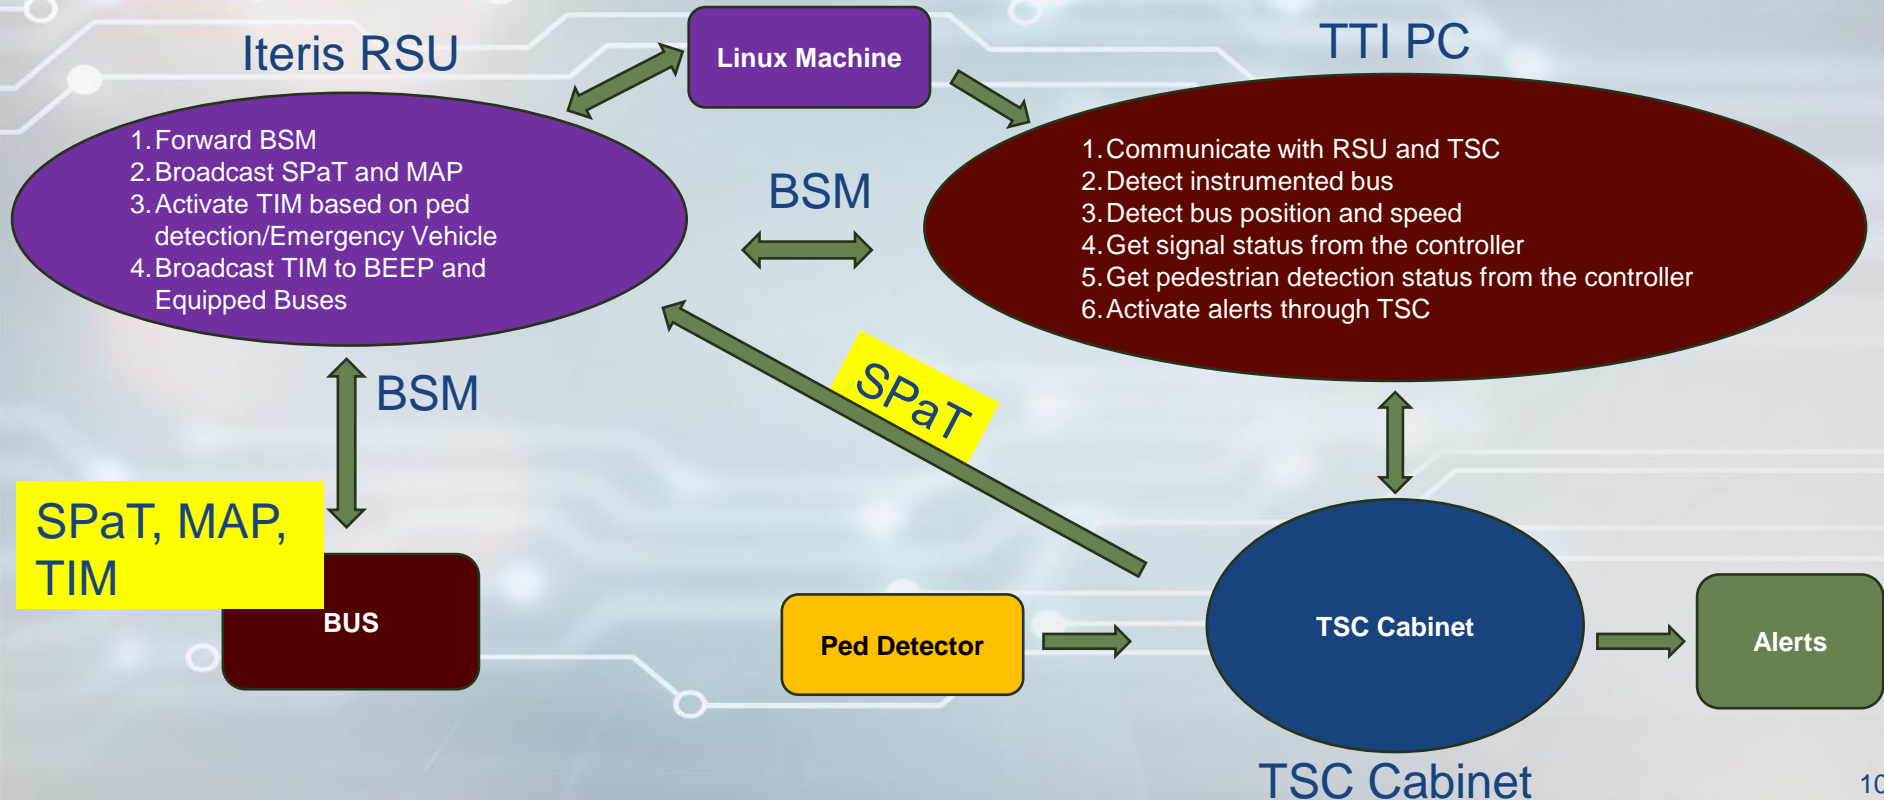 Iteris RSU
Linux Machine
TTI PC
1. Forward BSM
2. Broadcast SPaT and MAP
3. Activate TIM based on ped
detection/Emergency Vehicle
4. Broadcast TIM to BEEP and
Equipped Buses
BSM
1. Communicate with RSU and TSC
2. Detect instrumented bus
3. Detect bus position and speed
4. Get signal status from the controller
5. Get pedestrian detection status from the controller
6. Activate alerts through TSC
BSM
SPaT
SPaT, MAP,
TIM
BUS
Ped Detector
TSC Cabinet
Alerts
TSC Cabinet
10